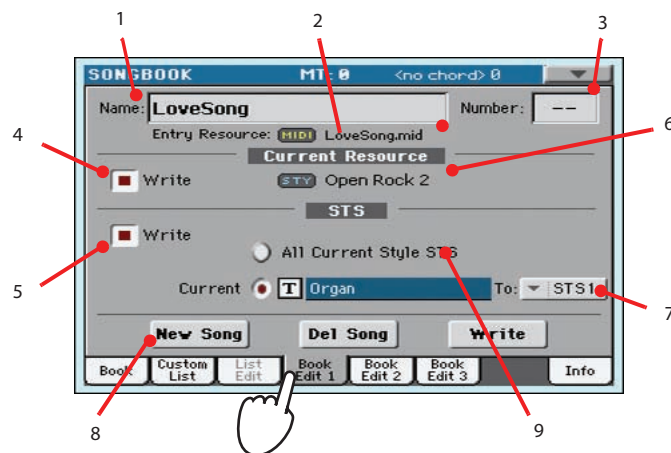 1
2
3
SONGBOOK MT: 0 <no chord> 0
Name: LoveSong Number: --
Entry Resource: MIDI LoveSong.mid
4
6
Current Resource
Write STY Open Rock 2
STS
Write
All Current Style STS
5
Current T Organ To: STS1
7
New Song Del Song Write
Book Custom List List Edit Book Edit 1 Book Edit 2 Book Edit 3 Info
8
9